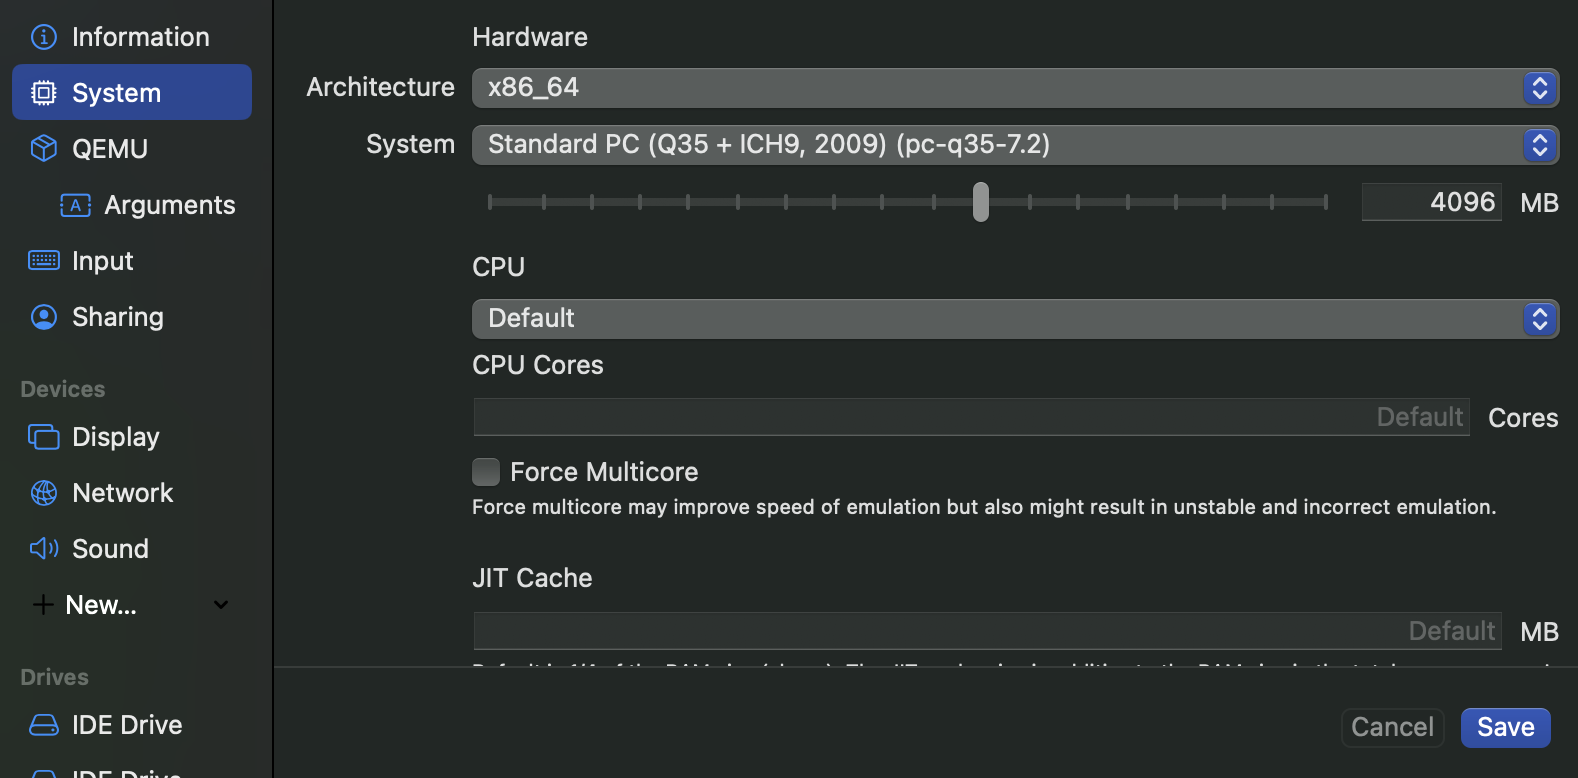 Information
System
QEMU
Arguments
Input
Sharing
Devices
Display
Network
Sound
New...
Drives
IDE Drive
IDE Drive
Hardware
Architecture x86_64
System Standard PC (Q35 + ICH9, 2009) (pc-q35-7.2)
4096 MB
CPU
Default
CPU Cores
Default Cores
Force Multicore
Force multicore may improve speed of emulation but also might result in unstable and incorrect emulation.
JIT Cache
Default MB
Cancel Save